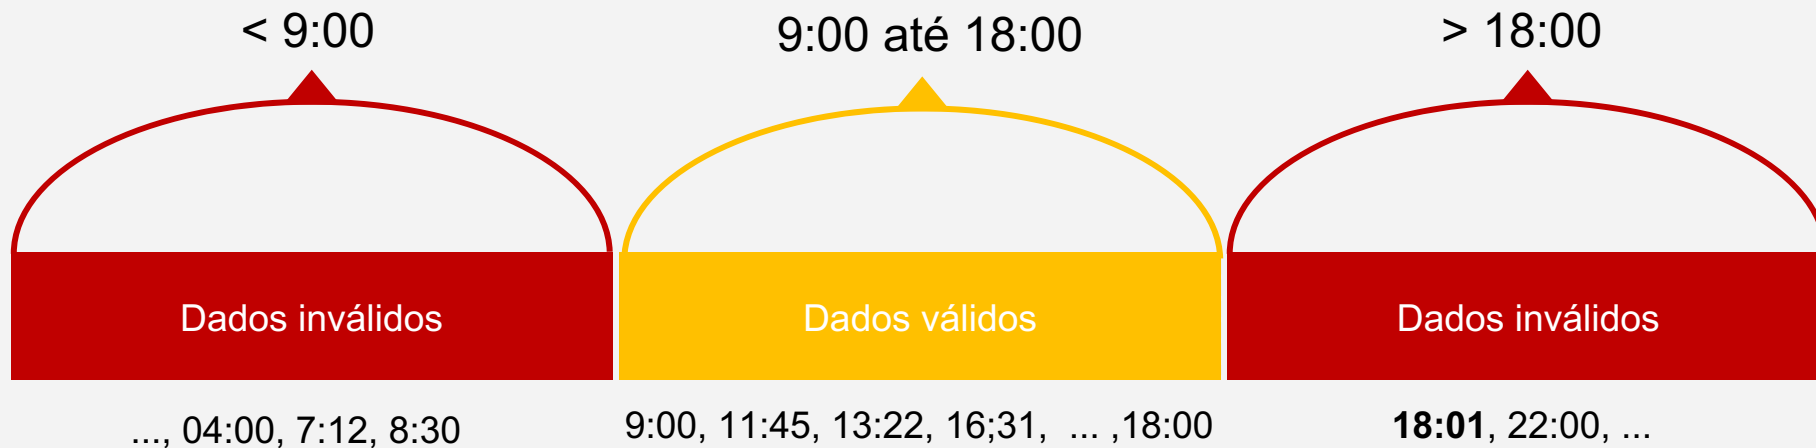 < 9:00
9:00 até 18:00
> 18:00
Dados inválidos
Dados válidos
Dados inválidos
..., 04:00, 7:12, 8:30
9:00, 11:45, 13:22, 16;31, ... ,18:00
18:01, 22:00, ...